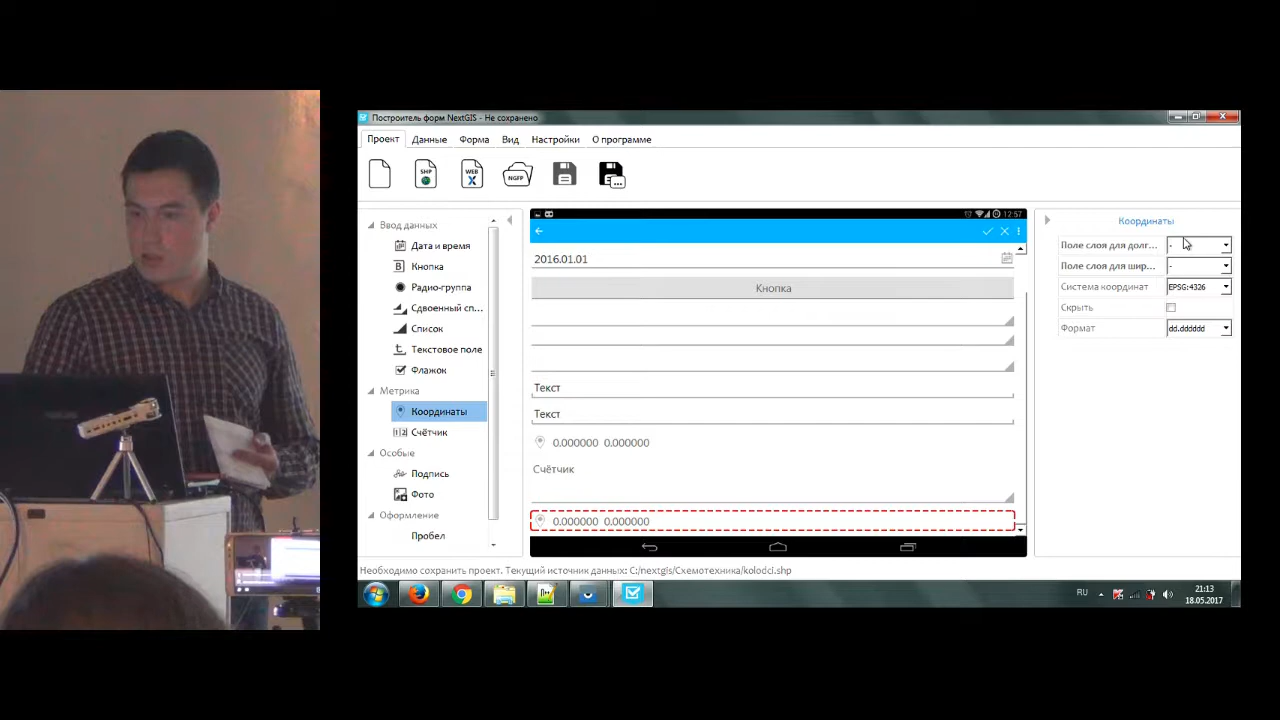 Построитель форм NextGIS - Не сохранено
Проект Данные Форма Вид Настройки О программе
SHP
WEB
NGFP
Ввод данных
Дата и время
Кнопка
Радио-группа
Сдвоенный сп...
Список
Текстовое поле
Флажок
Метрика
Координаты
Счётчик
Особые
Подпись
Фото
Оформление
Пробел
12:57
2016.01.01
Кнопка
Текст
Текст
0.000000 0.000000
Счётчик
0.000000 0.000000
Координаты
Поле слоя для долг... -
Поле слоя для шир... -
Система координат EPSG:4326
Скрыть
Формат dd.dddddd
Необходимо сохранить проект. Текущий источник данных: C:/nextgis/Схемотехника/kolodci.shp
RU
21:13
18.05.2017